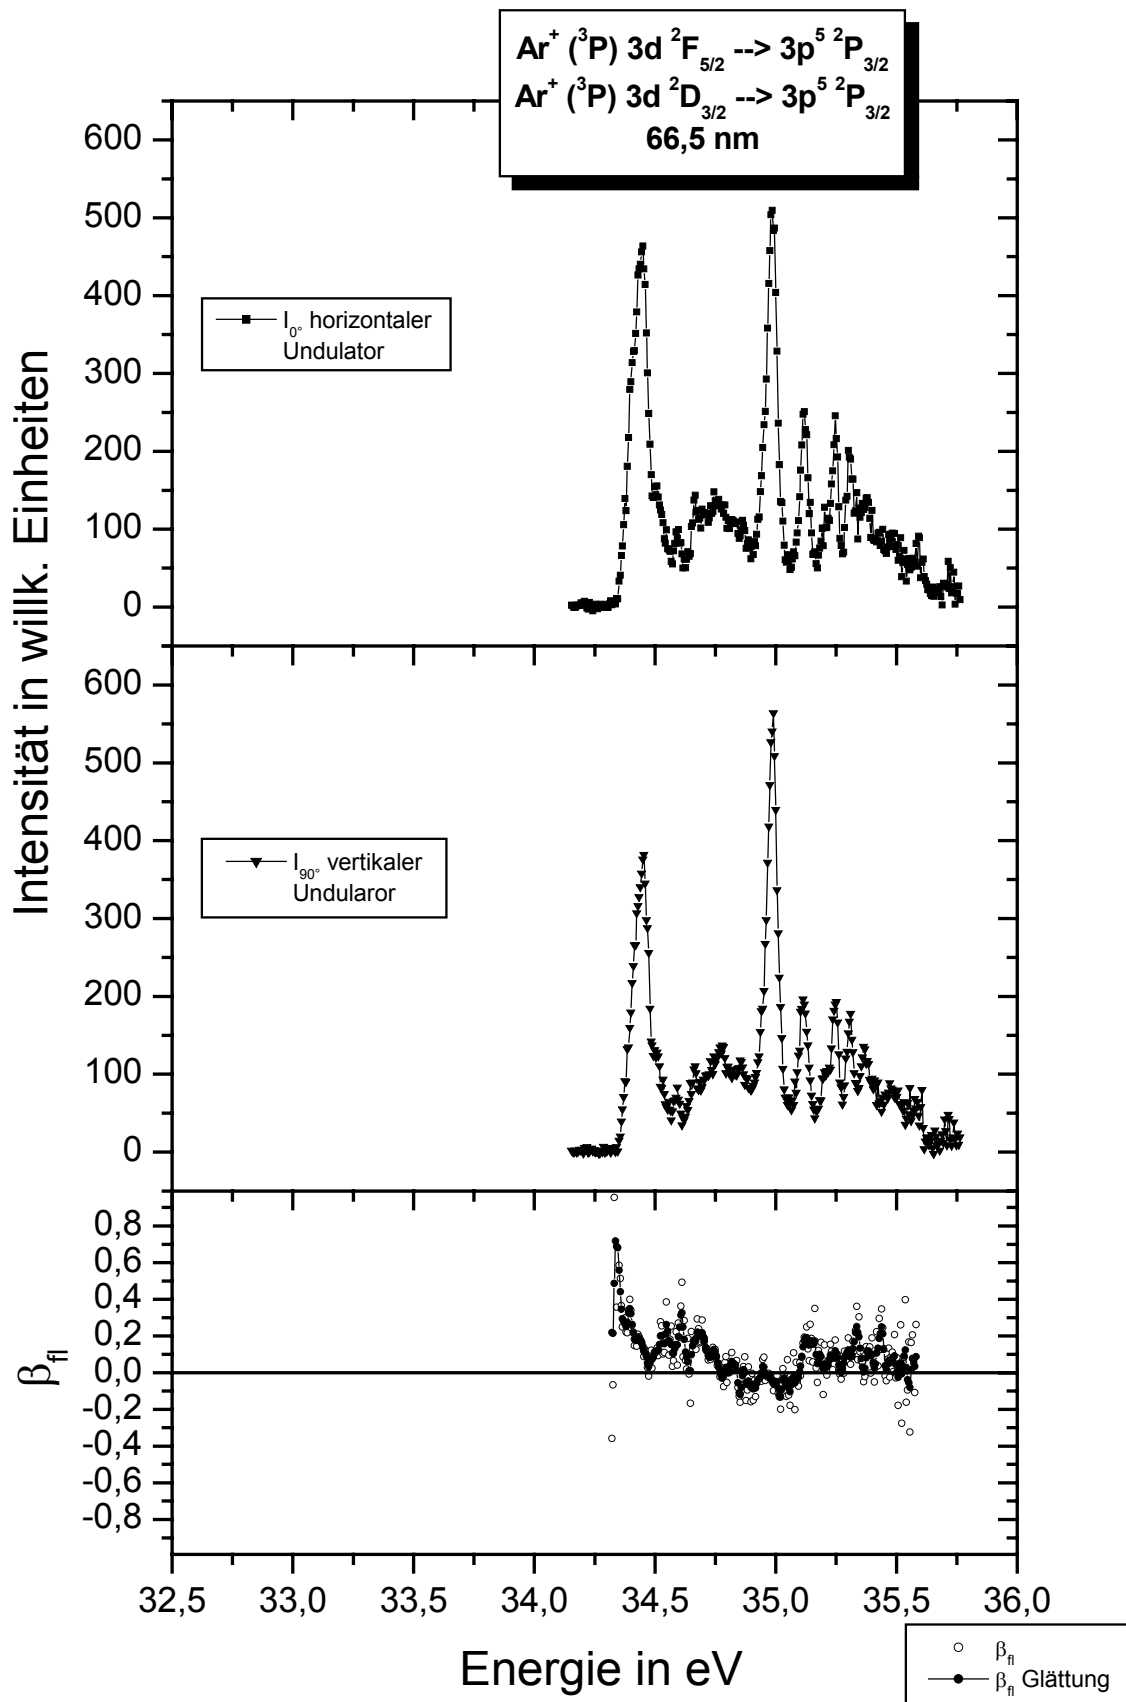 Ar⁺ (³P) 3d ²F₅/₂ --> 3p⁵ ²P₃/₂
Ar⁺ (³P) 3d ²D₃/₂ --> 3p⁵ ²P₃/₂
66,5 nm
600
500
400
300
200
100
0
I₀° horizontaler
Undulator
Intensität in willk. Einheiten
600
500
400
300
200
100
0
I₉₀° vertikaler
Undularor
0,8
0,6
0,4
0,2
0,0
-0,2
-0,4
-0,6
-0,8
β_fl
32,5 33,0 33,5 34,0 34,5 35,0 35,5 36,0
Energie in eV
β_fl
β_fl Glättung